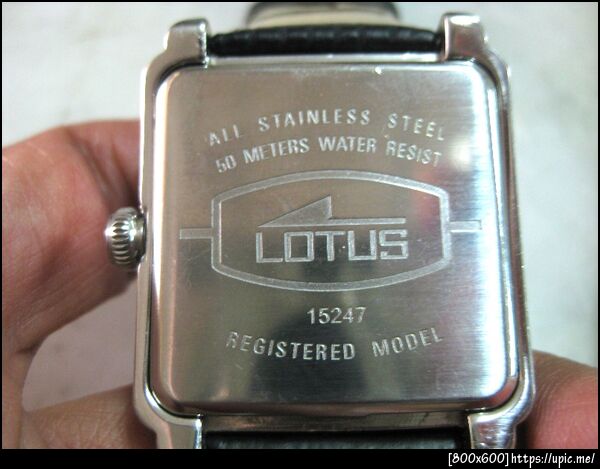 ALL STAINLESS STEEL
50 METERS WATER RESIST
LOTUS
15247
REGISTERED MODEL
[800x600]https://upic.me/